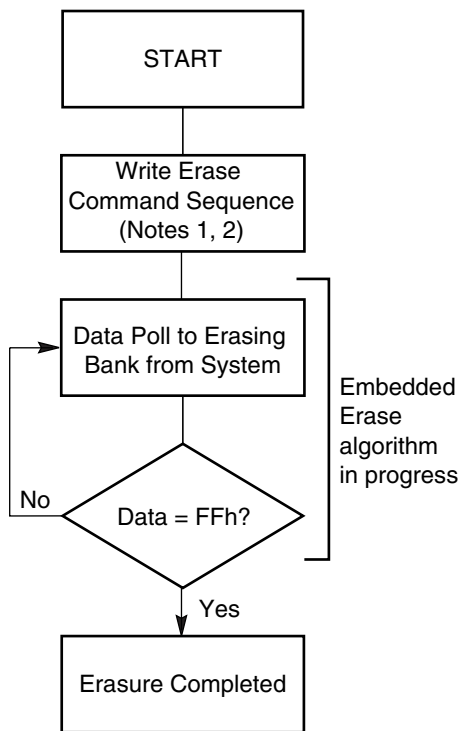 START
Write Erase
Command Sequence
(Notes 1, 2)
Data Poll to Erasing
Bank from System
Embedded
Erase
algorithm
in progress
No
Data = FFh?
Yes
Erasure Completed